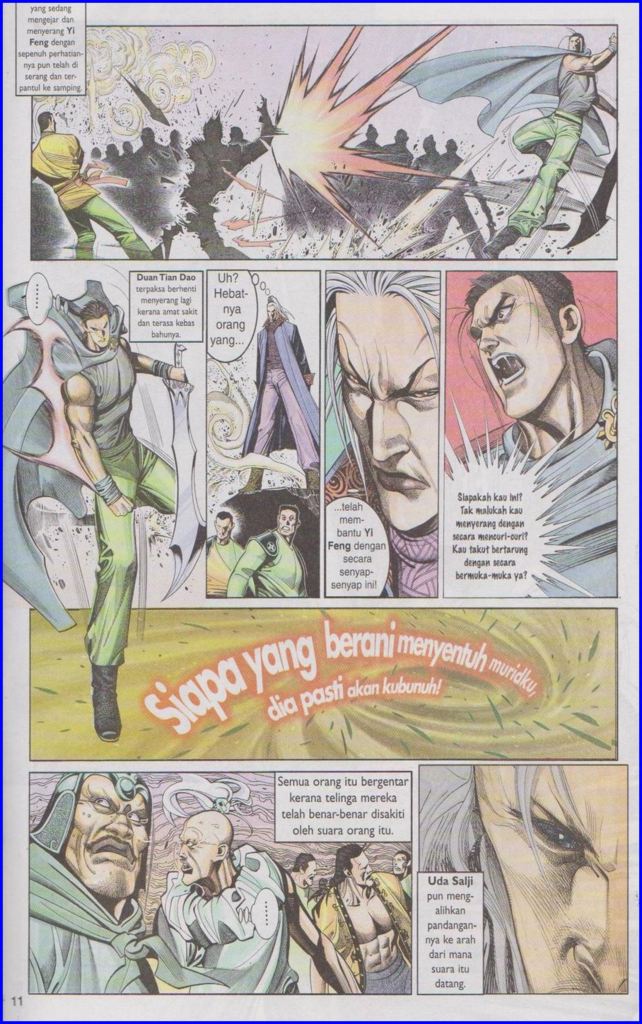 yang sedang
mengejar dan
menyerang Yi
Feng dengan
sepenuh perhatian-
nya pun telah di
serang dan ter-
pantul ke samping.
......
Duan Tian Dao
terpaksa berhenti
menyerang lagi
kerana amat sakit
dan terasa kebas
bahunya.
Uh?
Hebat-
nya
orang
yang...
...telah
mem-
bantu Yi
Feng dengan
secara
senyap-
senyap ini!
Siapakah kau ini?
Tak malukah kau
menyerang dengan
secara mencuri-curi?
Kau takut bertarung
dengan secara
bermuka-muka ya?
Siapa yang berani menyentuh muridku,
dia pasti akan kubunuh!
Semua orang itu bergentar
kerana telinga mereka
telah benar-benar disakiti
oleh suara orang itu.
......
Uda Salji
pun meng-
alihkan
pandangan-
nya ke arah
dari mana
suara itu
datang.
11